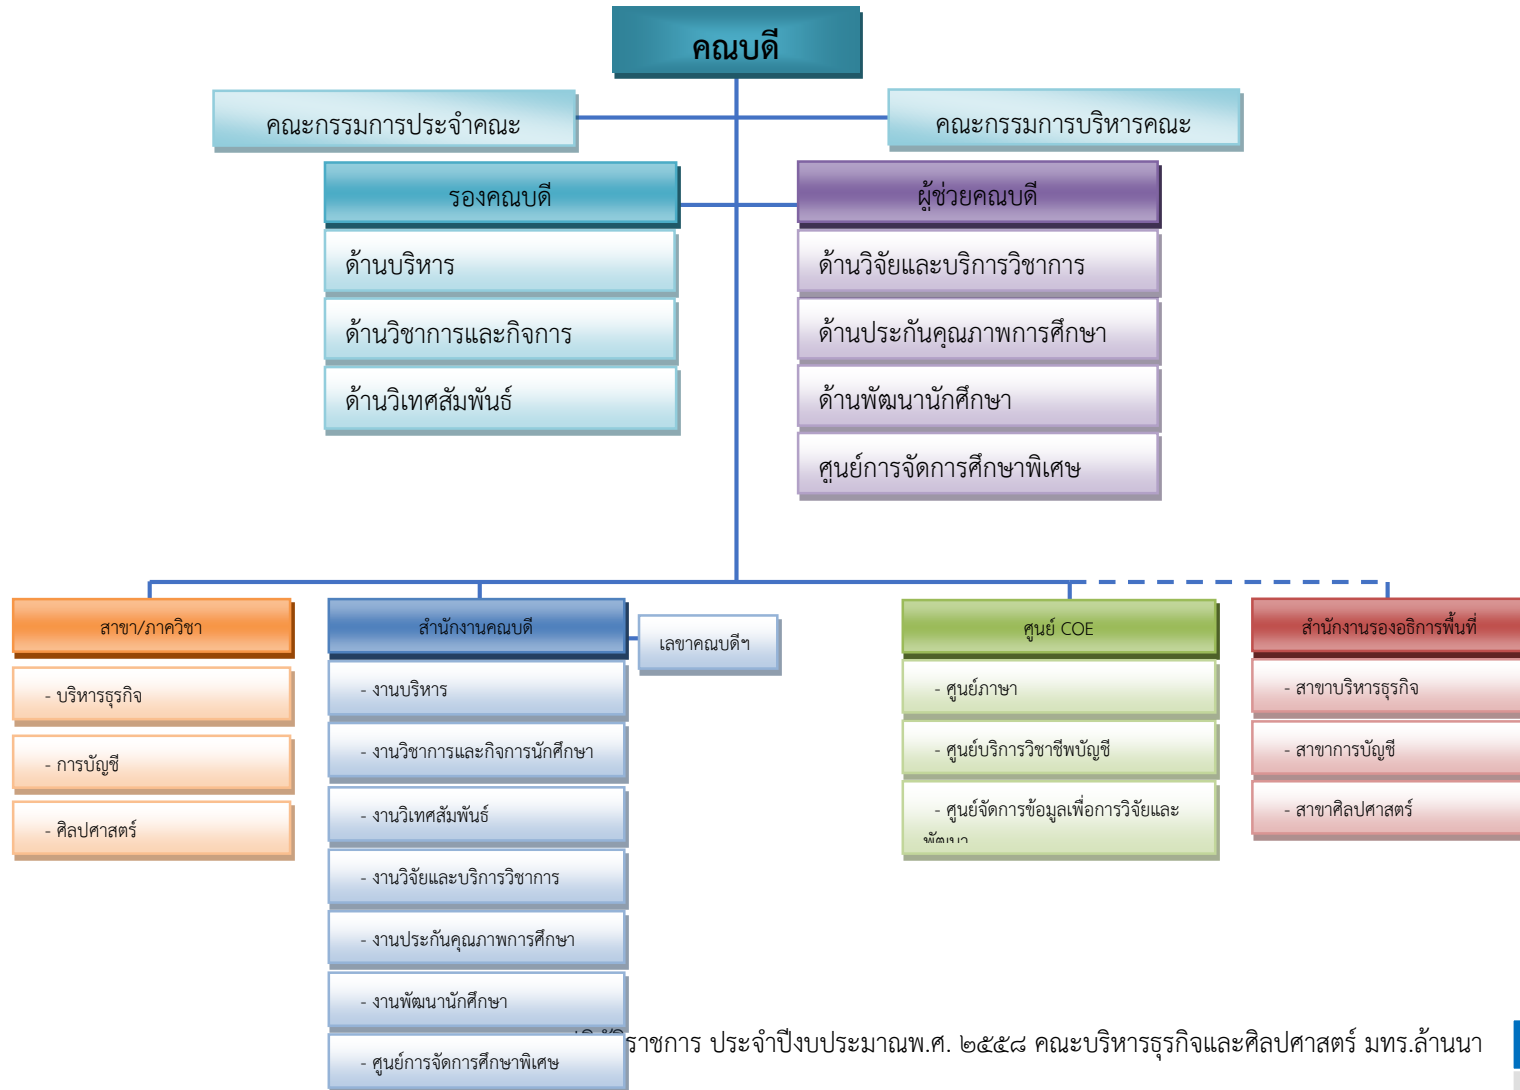 คณบดี
คณะกรรมการประจำคณะ
คณะกรรมการบริหารคณะ
รองคณบดี
ด้านบริหาร
ด้านวิชาการและกิจการ
ด้านวิเทศสัมพันธ์
ผู้ช่วยคณบดี
ด้านวิจัยและบริการวิชาการ
ด้านประกันคุณภาพการศึกษา
ด้านพัฒนานักศึกษา
ศูนย์การจัดการศึกษาพิเศษ
สาขา/ภาควิชา
- บริหารธุรกิจ
- การบัญชี
- ศิลปศาสตร์
สำนักงานคณบดี
เลขาคณบดีฯ
- งานบริหาร
- งานวิชาการและกิจการนักศึกษา
- งานวิเทศสัมพันธ์
- งานวิจัยและบริการวิชาการ
- งานประกันคุณภาพการศึกษา
- งานพัฒนานักศึกษา
- ศูนย์การจัดการศึกษาพิเศษ
ศูนย์ COE
- ศูนย์ภาษา
- ศูนย์บริการวิชาชีพบัญชี
- ศูนย์จัดการข้อมูลเพื่อการวิจัยและ
พัฒนา
สำนักงานรองอธิการพื้นที่
- สาขาบริหารธุรกิจ
- สาขาการบัญชี
- สาขาศิลปศาสตร์
ราชการ ประจำปีงบประมาณพ.ศ. ๒๕๕๘ คณะบริหารธุรกิจและศิลปศาสตร์ มทร.ล้านนา